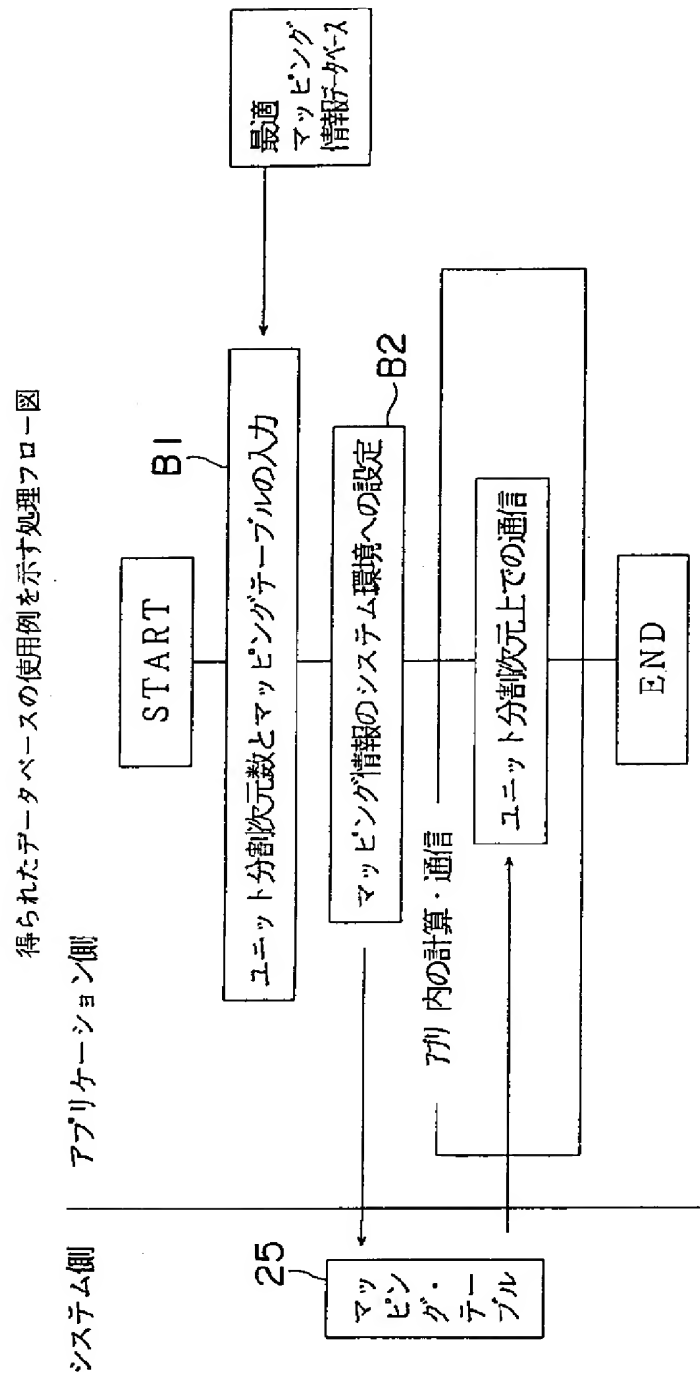 得られたデータベースの使用例を示す処理フロー図
システム側
アプリケーション側
START
B1
ユニット分割次元数とマッピングテーブルの入力
最適
マッピング
情報データベース
B2
マッピング情報のシステム環境への設定
25
マッ
ピン
グ・
テー
ブル
アプリ内の計算・通信
ユニット分割次元上での通信
END